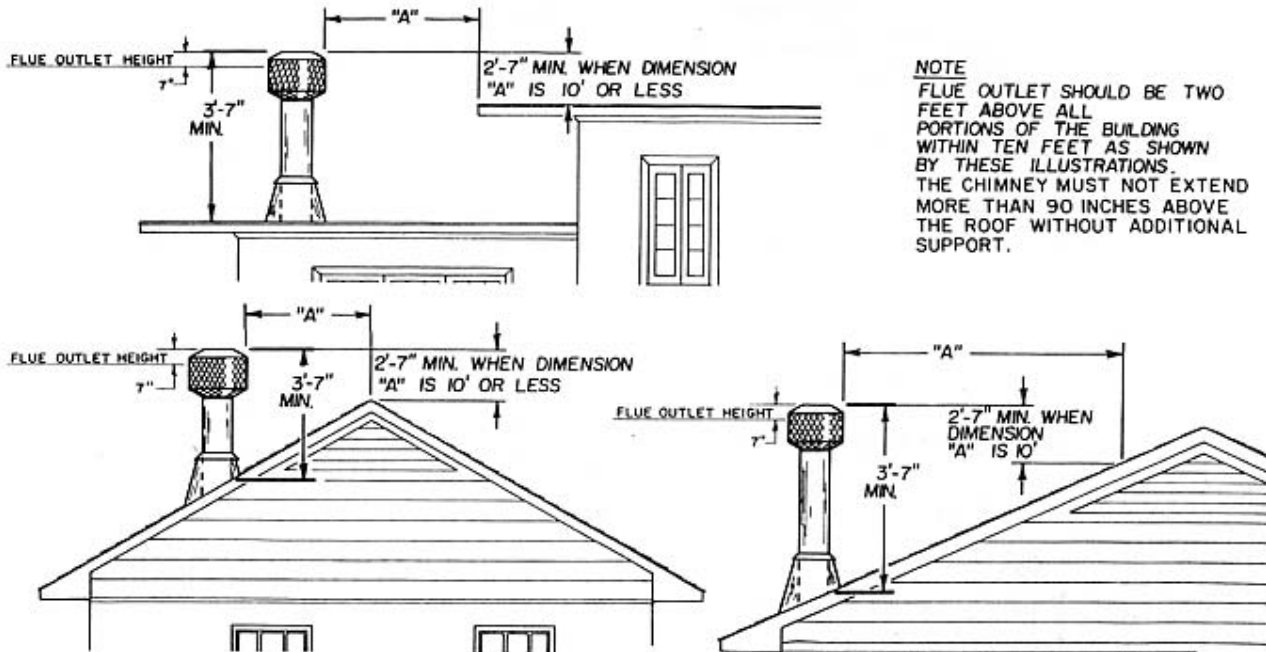 "A"
FLUE OUTLET HEIGHT
7"
3'-7"
MIN.
2'-7" MIN. WHEN DIMENSION
"A" IS 10' OR LESS
NOTE
FLUE OUTLET SHOULD BE TWO
FEET ABOVE ALL
PORTIONS OF THE BUILDING
WITHIN TEN FEET AS SHOWN
BY THESE ILLUSTRATIONS.
THE CHIMNEY MUST NOT EXTEND
MORE THAN 90 INCHES ABOVE
THE ROOF WITHOUT ADDITIONAL
SUPPORT.
"A"
FLUE OUTLET HEIGHT
7"
3'-7"
MIN.
2'-7" MIN. WHEN DIMENSION
"A" IS 10' OR LESS
"A"
FLUE OUTLET HEIGHT
7"
3'-7"
MIN.
2'-7" MIN. WHEN
DIMENSION
"A" IS 10'